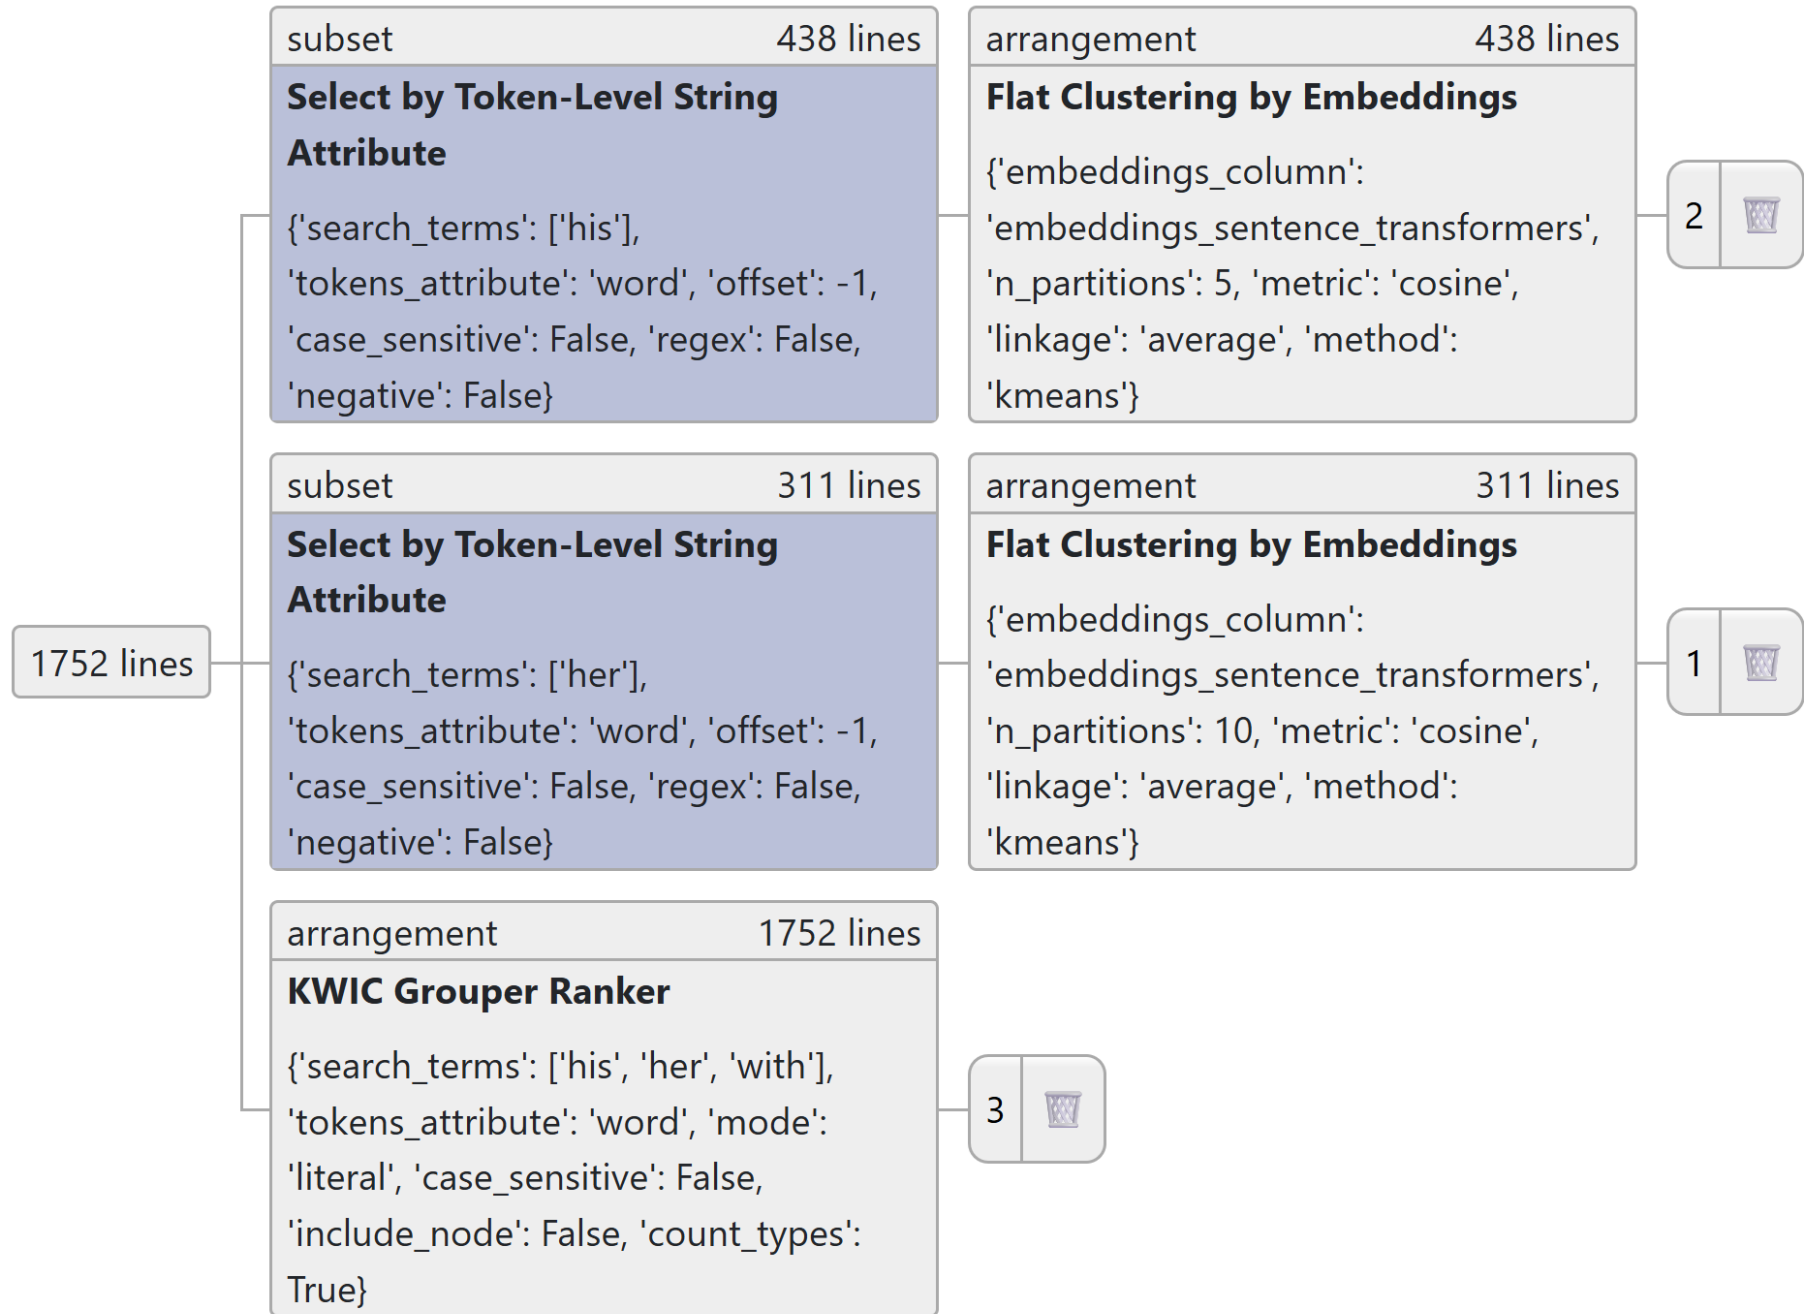 1752 lines
subset 438 lines
Select by Token-Level String
Attribute
{'search_terms': ['his'],
'tokens_attribute': 'word', 'offset': -1,
'case_sensitive': False, 'regex': False,
'negative': False}
arrangement 438 lines
Flat Clustering by Embeddings
{'embeddings_column':
'embeddings_sentence_transformers',
'n_partitions': 5, 'metric': 'cosine',
'linkage': 'average', 'method':
'kmeans'}
2
subset 311 lines
Select by Token-Level String
Attribute
{'search_terms': ['her'],
'tokens_attribute': 'word', 'offset': -1,
'case_sensitive': False, 'regex': False,
'negative': False}
arrangement 311 lines
Flat Clustering by Embeddings
{'embeddings_column':
'embeddings_sentence_transformers',
'n_partitions': 10, 'metric': 'cosine',
'linkage': 'average', 'method':
'kmeans'}
1
arrangement 1752 lines
KWIC Grouper Ranker
{'search_terms': ['his', 'her', 'with'],
'tokens_attribute': 'word', 'mode':
'literal', 'case_sensitive': False,
'include_node': False, 'count_types':
True}
3